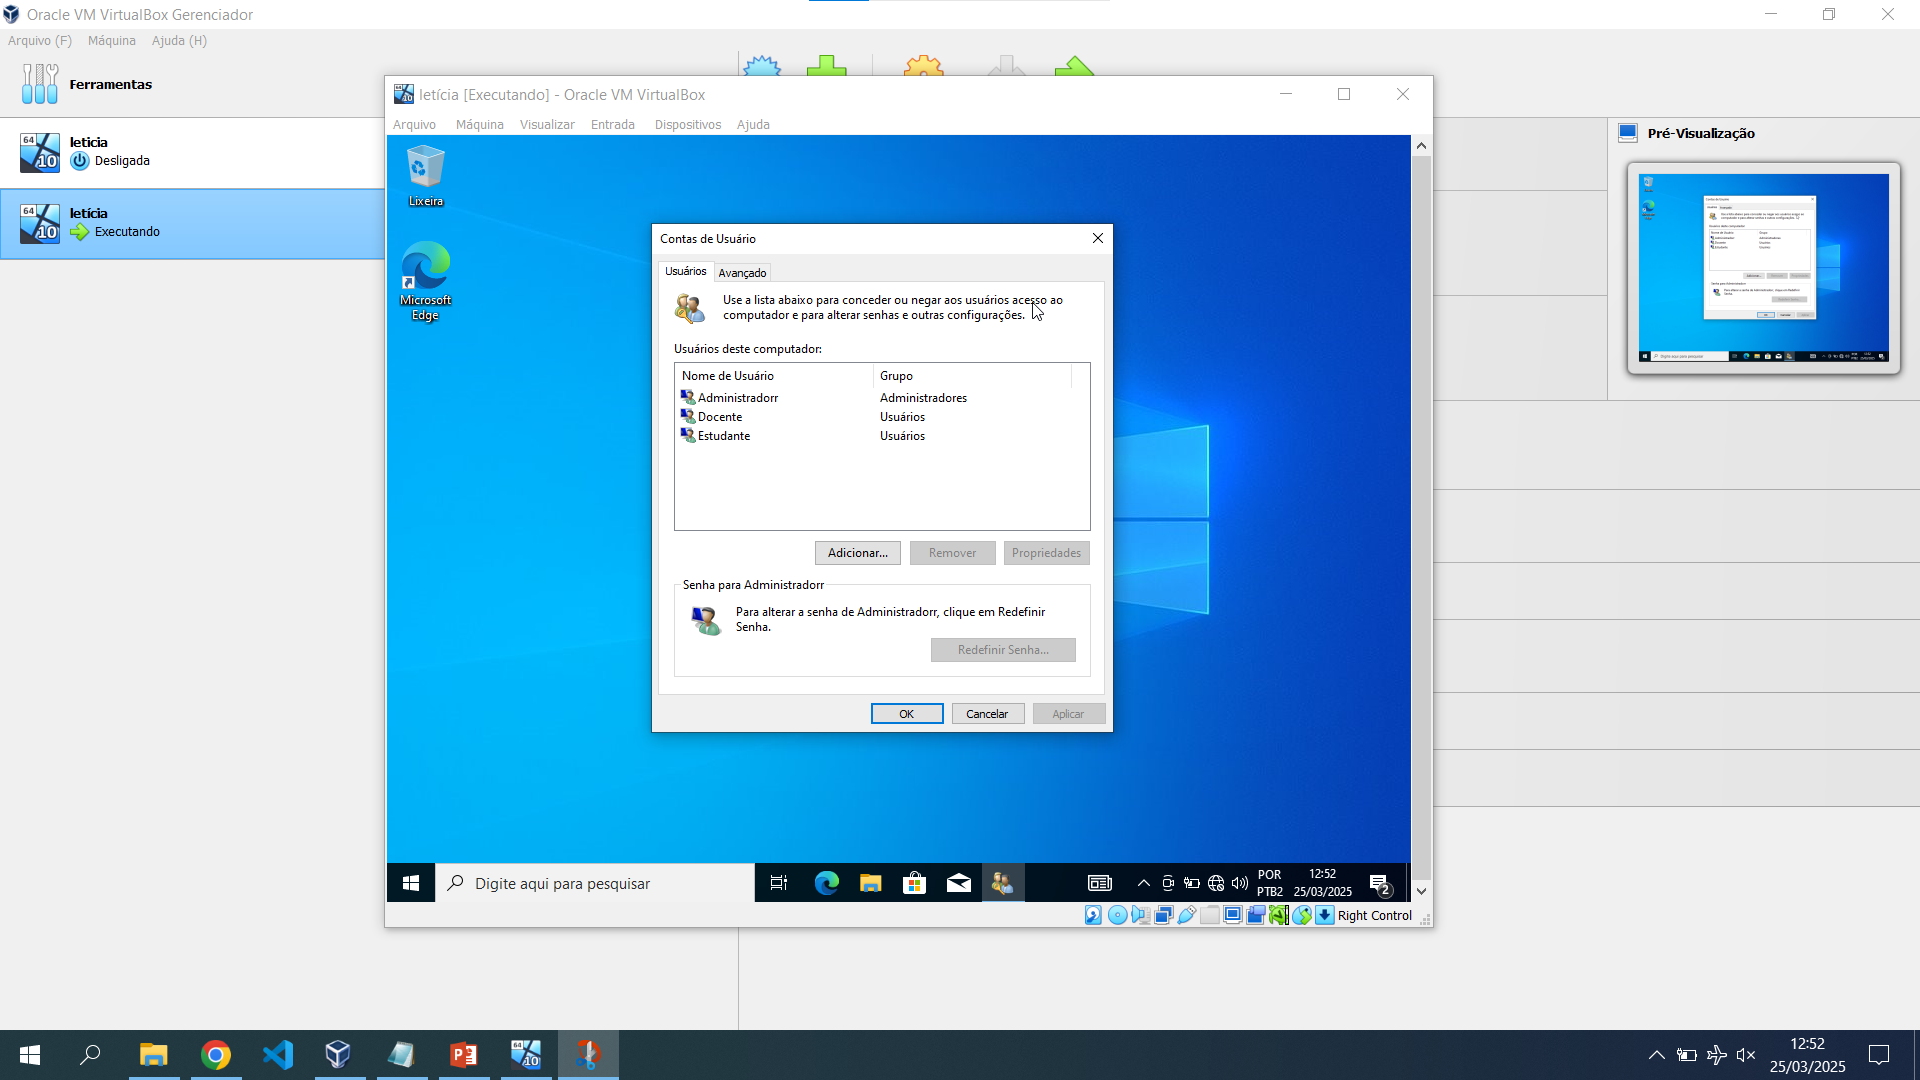 Oracle VM VirtualBox Gerenciador
Arquivo (F) Máquina Ajuda (H)
Ferramentas
leticia
Desligada
letícia
Executando
Pré-Visualização
letícia [Executando] - Oracle VM VirtualBox
Arquivo Máquina Visualizar Entrada Dispositivos Ajuda
Lixeira
Microsoft
Edge
Contas de Usuário
Usuários Avançado
Use a lista abaixo para conceder ou negar aos usuários acesso ao
computador e para alterar senhas e outras configurações.
Usuários deste computador:
Nome de Usuário Grupo
Administradorr Administradores
Docente Usuários
Estudante Usuários
Adicionar... Remover Propriedades
Senha para Administradorr
Para alterar a senha de Administradorr, clique em Redefinir
Senha.
Redefinir Senha...
OK Cancelar Aplicar
Digite aqui para pesquisar
POR
PTB2
12:52
25/03/2025
2
Right Control
12:52
25/03/2025